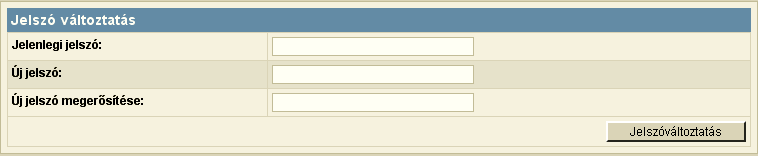 Jelszó változtatás
Jelenlegi jelszó:
Új jelszó:
Új jelszó megerősítése:
Jelszóváltoztatás